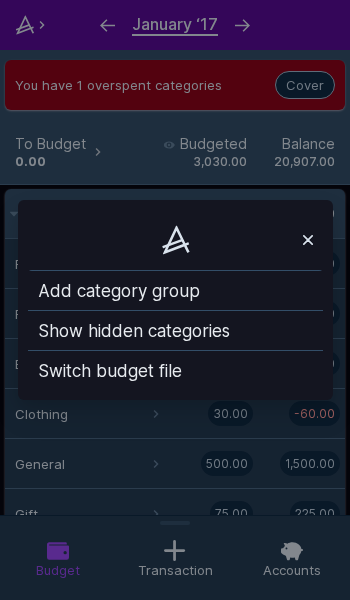 January ‘17
You have 1 overspent categories
Cover
To Budget
Budgeted
Balance
0.00
3,030.00
20,907.00
Add category group
Show hidden categories
Switch budget file
Clothing
30.00
-60.00
General
500.00
1,500.00
Gift
75.00
225.00
Budget
Transaction
Accounts